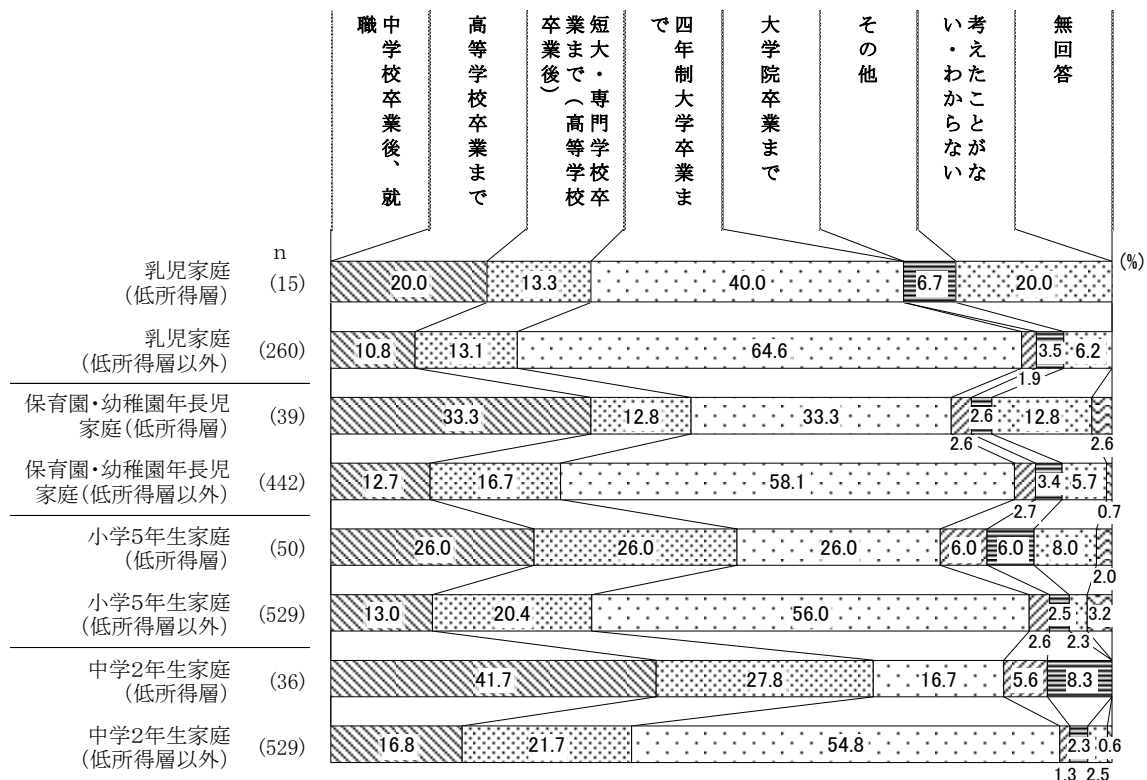 中学校卒業後、就
職
高等学校卒業まで
短大・専門学校卒
業まで（高等学校
卒業後）
四年制大学卒業ま
で
大学院卒業まで
その他
考えたことがな
い・わからない
無回答
n
(%)
乳児家庭
(低所得層)
(15)
20.0 13.3 40.0 6.7 20.0
乳児家庭
(低所得層以外)
(260)
10.8 13.1 64.6 3.5 6.2
1.9
保育園・幼稚園年長児
家庭(低所得層)
(39)
33.3 12.8 33.3 2.6 12.8
2.6 2.6
保育園・幼稚園年長児
家庭(低所得層以外)
(442)
12.7 16.7 58.1 3.4 5.7
2.7 0.7
小学5年生家庭
(低所得層)
(50)
26.0 26.0 26.0 6.0 6.0 8.0
2.0
小学5年生家庭
(低所得層以外)
(529)
13.0 20.4 56.0 2.5 3.2
2.6 2.3
中学2年生家庭
(低所得層)
(36)
41.7 27.8 16.7 5.6 8.3
中学2年生家庭
(低所得層以外)
(529)
16.8 21.7 54.8 2.3 0.6
1.3 2.5